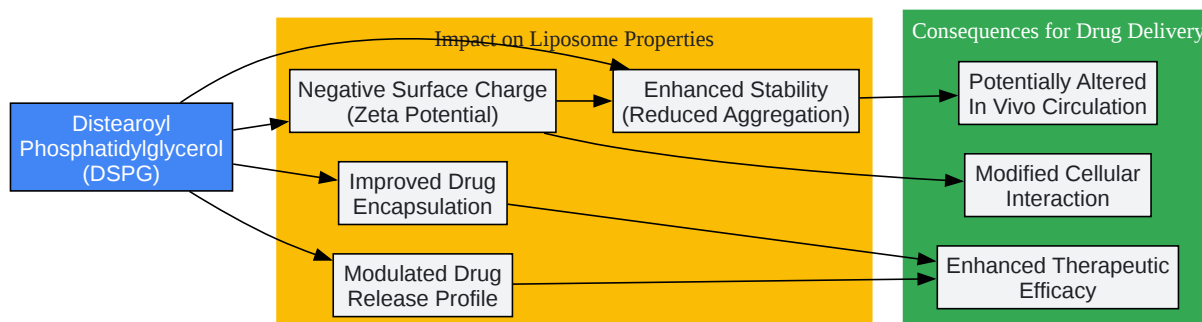 Distearoyl
Phosphatidylglycerol
(DSPG)
Impact on Liposome Properties
Negative Surface Charge
(Zeta Potential)
Enhanced Stability
(Reduced Aggregation)
Improved Drug
Encapsulation
Modulated Drug
Release Profile
Consequences for Drug Delivery
Potentially Altered
In Vivo Circulation
Modified Cellular
Interaction
Enhanced Therapeutic
Efficacy